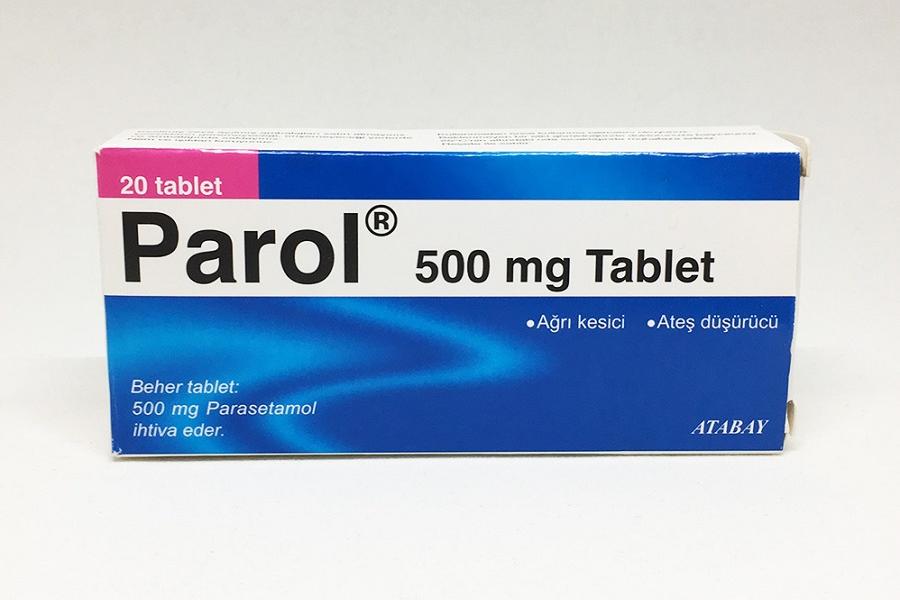 20 tablet
Parol®
500 mg Tablet
•Ağrı kesici •Ateş düşürücü
Beher tablet:
500 mg Parasetamol
ihtiva eder.
ATABAY